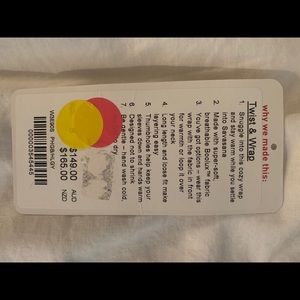 why we made this:
Twist & Wrap
1. Snuggle into this cozy wrap
and stay warm while you settle
into Savasana
2. Made with super-soft,
breathable Boolux™ fabric
3. You've got options – wear this
wrap with the fabric in front
for warmth or loop it over
your neck
4. Long length and loose fit make
layering easy
5. Thumbholes help keep your
sleeves down and hands warm
6. Designed not to shrink
7. Be gentle – hand wash cold,
dry
$149.00 AUD
$165.00 NZD